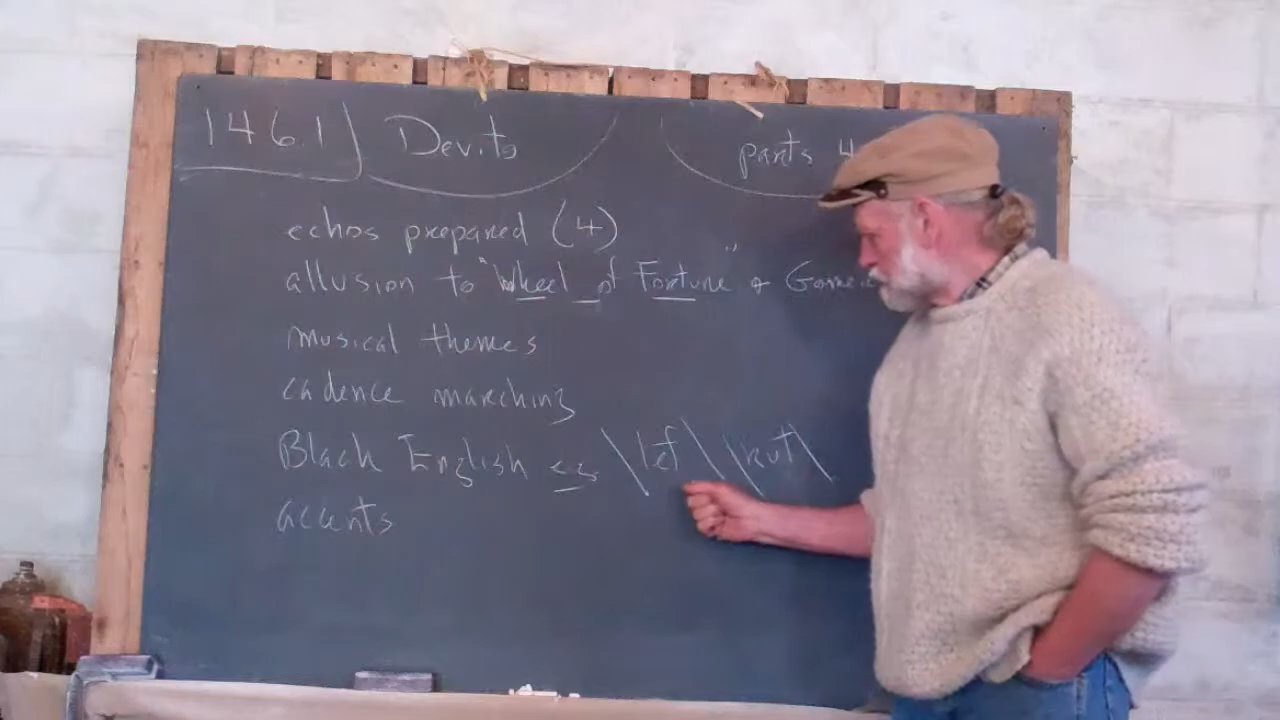 146.1 Devito parts 4
echos prepared (4)
allusion to "Wheel of Fortune" + Game
musical themes
cadence marching
Black English eg \lef\ \rut\
accents